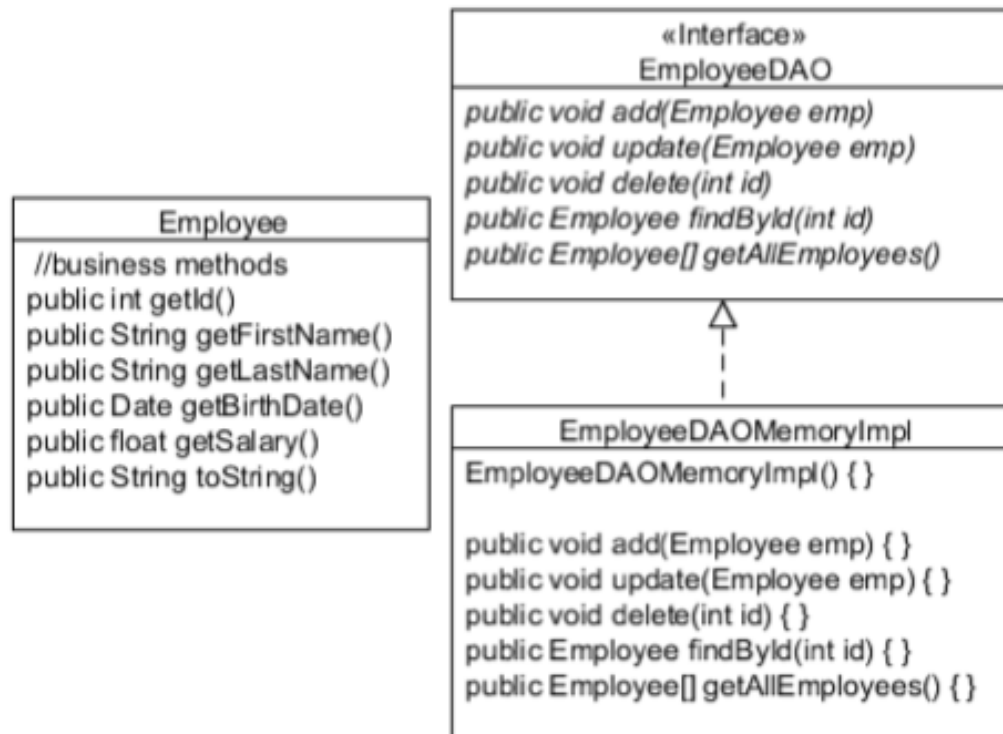 «Interface»
EmployeeDAO
public void add(Employee emp)
public void update(Employee emp)
public void delete(int id)
public Employee findById(int id)
public Employee[] getAllEmployees()
Employee
//business methods
public int getId()
public String getFirstName()
public String getLastName()
public Date getBirthDate()
public float getSalary()
public String toString()
EmployeeDAOMemoryImpl
EmployeeDAOMemoryImpl() { }
public void add(Employee emp) { }
public void update(Employee emp) { }
public void delete(int id) { }
public Employee findById(int id) { }
public Employee[] getAllEmployees() { }